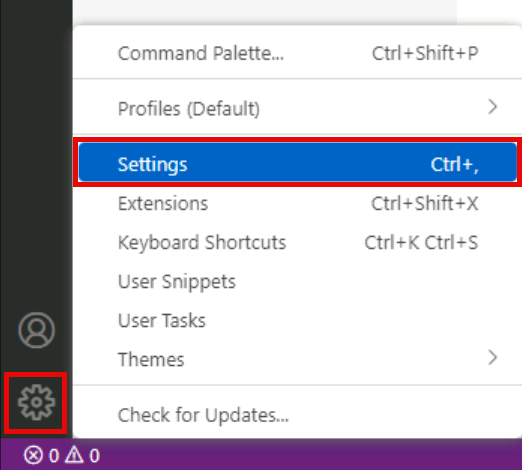 Command Palette... Ctrl+Shift+P
Profiles (Default)
Settings Ctrl+,
Extensions Ctrl+Shift+X
Keyboard Shortcuts Ctrl+K Ctrl+S
User Snippets
User Tasks
Themes
Check for Updates...
0 0